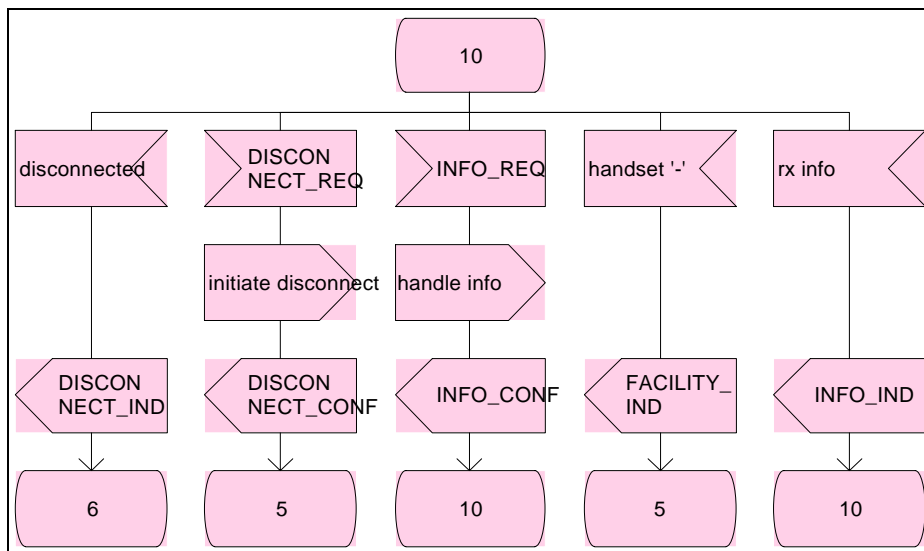 10
disconnected
DISCON
NECT_REQ
INFO_REQ
handset '-'
rx info
initiate disconnect
handle info
DISCON
NECT_IND
DISCON
NECT_CONF
INFO_CONF
FACILITY_
IND
INFO_IND
6
5
10
5
10